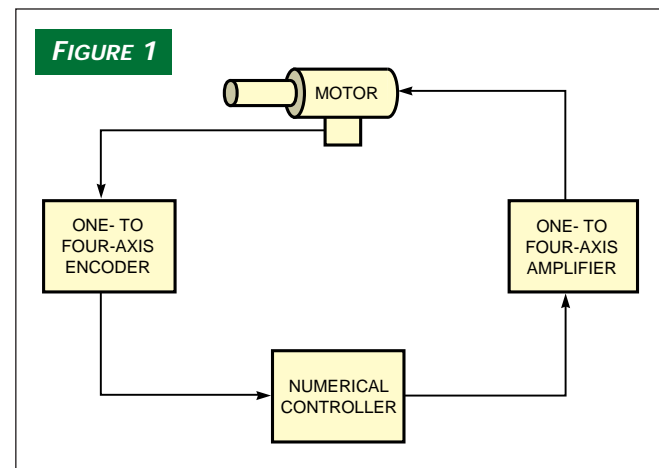 FIGURE 1
MOTOR
ONE- TO
FOUR-AXIS
ENCODER
ONE- TO
FOUR-AXIS
AMPLIFIER
NUMERICAL
CONTROLLER